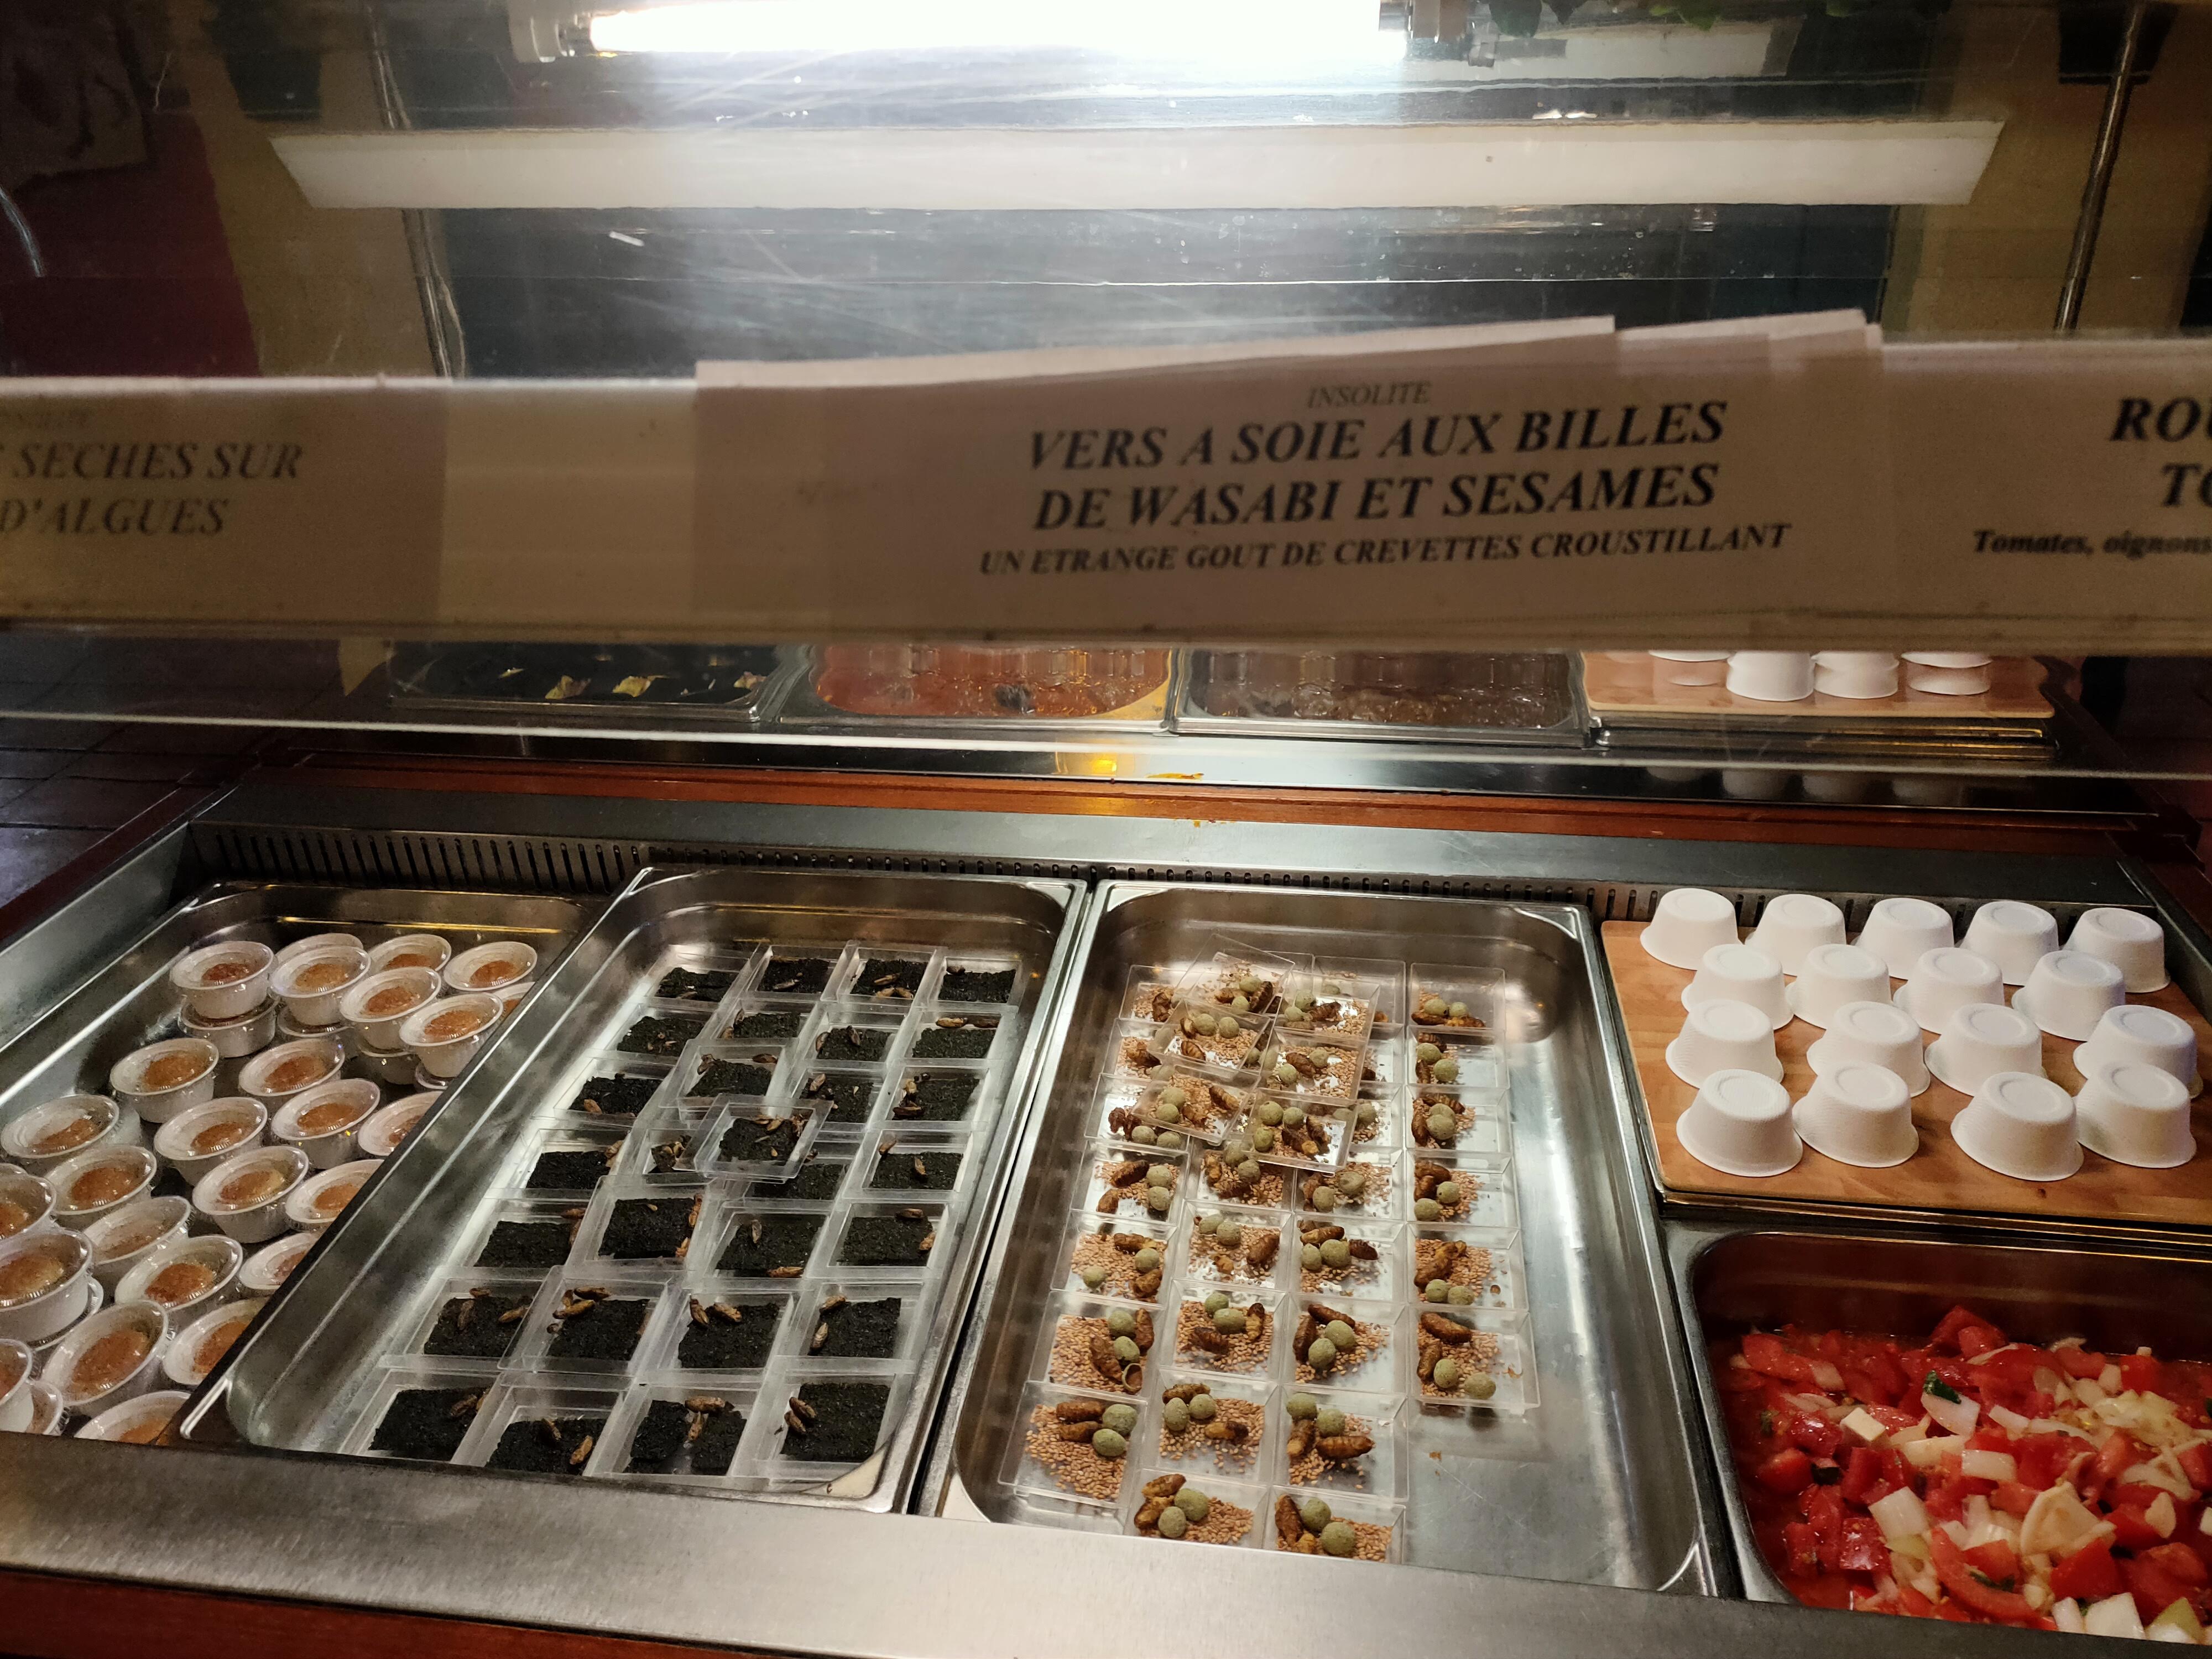 SECHES SUR
D'ALGUES
INSOLITE
VERS A SOIE AUX BILLES
DE WASABI ET SESAMES
UN ETRANGE GOUT DE CREVETTES CROUSTILLANT
Tomates, oignons